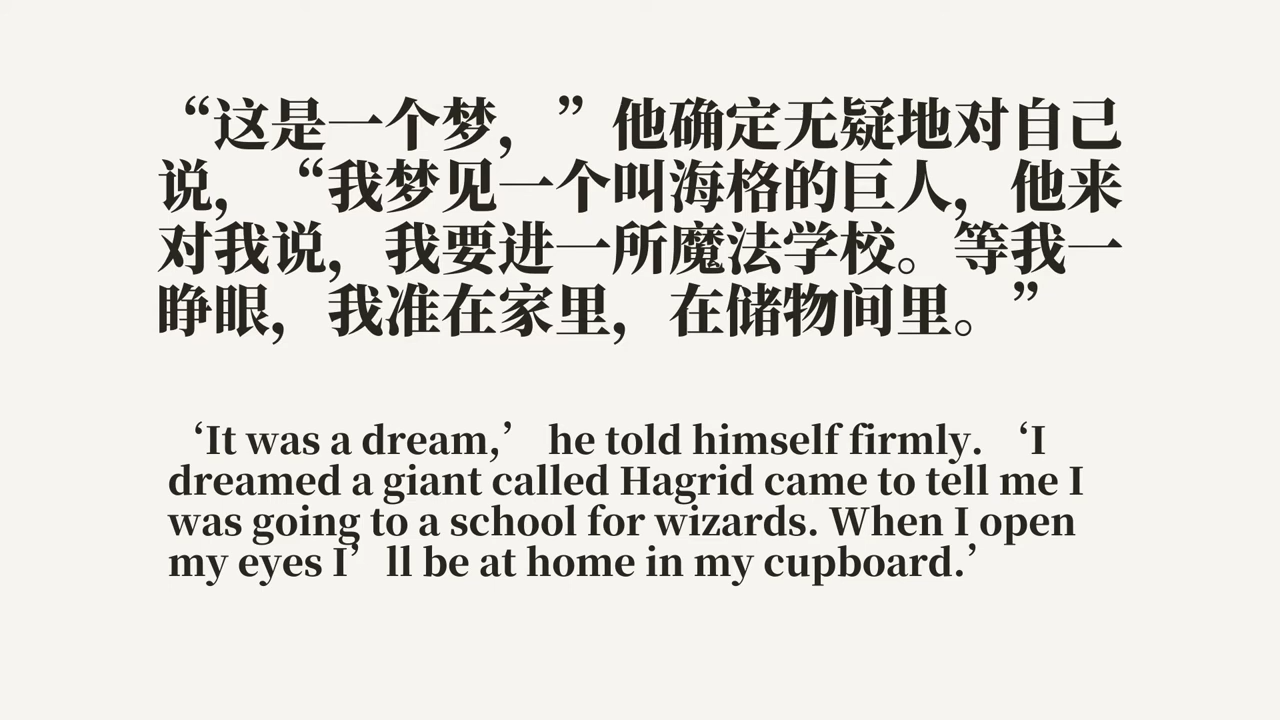 “这是一个梦，”他确定无疑地对自己
说，“我梦见一个叫海格的巨人，他来
对我说，我要进一所魔法学校。等我一
睁眼，我准在家里，在储物间里。”
‘It was a dream,’ he told himself firmly. ‘I
dreamed a giant called Hagrid came to tell me I
was going to a school for wizards. When I open
my eyes I’ll be at home in my cupboard.’